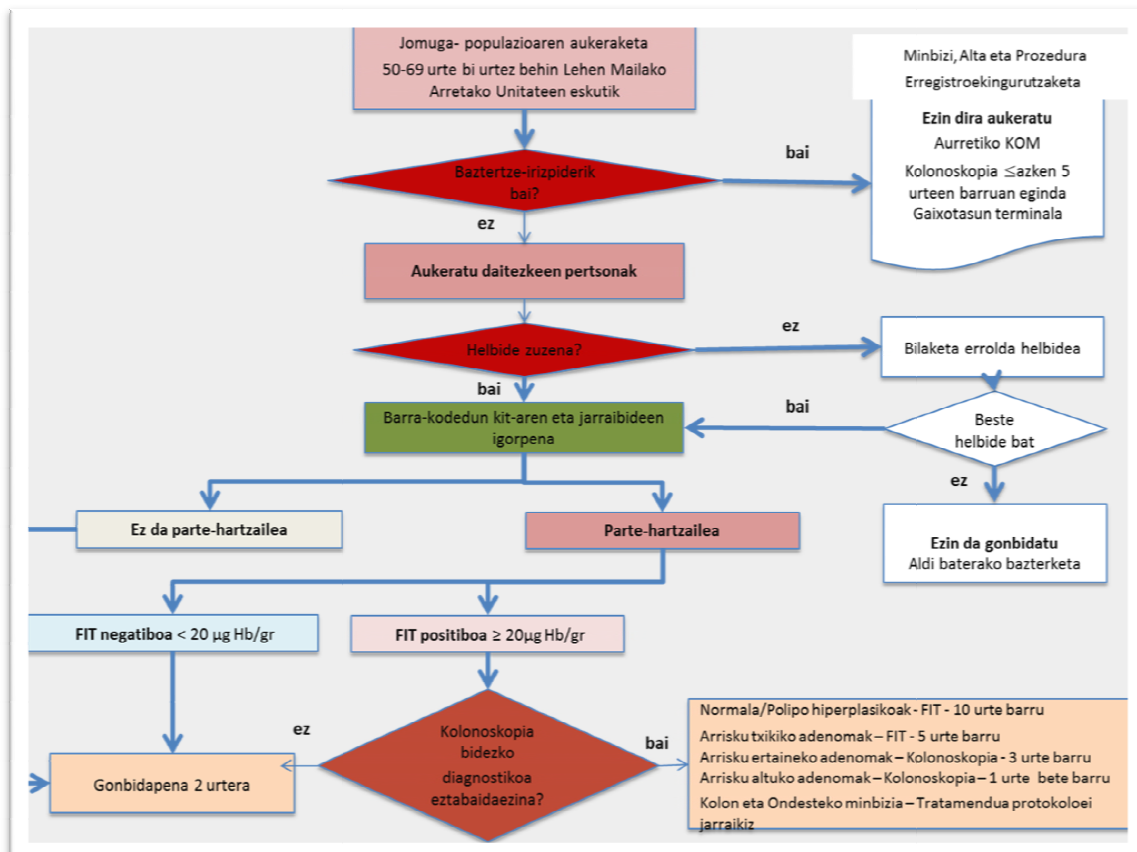 Jomuga- populazioaren aukeraketa
50-69 urte bi urtez behin Lehen Mailako
Arretako Unitateen eskutik
Minbizi, Alta eta Prozedura
Erregistroekingurutzaketa
Ezin dira aukeratu
Aurretiko KOM
Kolonoskopia ≤azken 5
urteen barruan eginda
Gaixotasun terminala
Baztertze-irizpiderik
bai?
bai
ez
Aukeratu daitezkeen pertsonak
Helbide zuzena?
ez
Bilaketa errolda helbidea
bai
Barra-kodedun kit-aren eta jarraibideen
igorpena
bai
Beste
helbide bat
ez
Ezin da gonbidatu
Aldi baterako bazterketa
Ez da parte-hartzailea
Parte-hartzailea
FIT negatiboa < 20 µg Hb/gr
FIT positiboa ≥ 20µg Hb/gr
Kolonoskopia
bidezko
diagnostikoa
eztabaidaezina?
ez
Gonbidapena 2 urtera
bai
Normala/Polipo hiperplasikoak - FIT - 10 urte barru
Arrisku txikiko adenomak – FIT - 5 urte barru
Arrisku ertaineko adenomak – Kolonoskopia - 3 urte barru
Arrisku altuko adenomak – Kolonoskopia – 1 urte bete barru
Kolon eta Ondesteko minbizia – Tratamendua protokoloei
jarraikiz